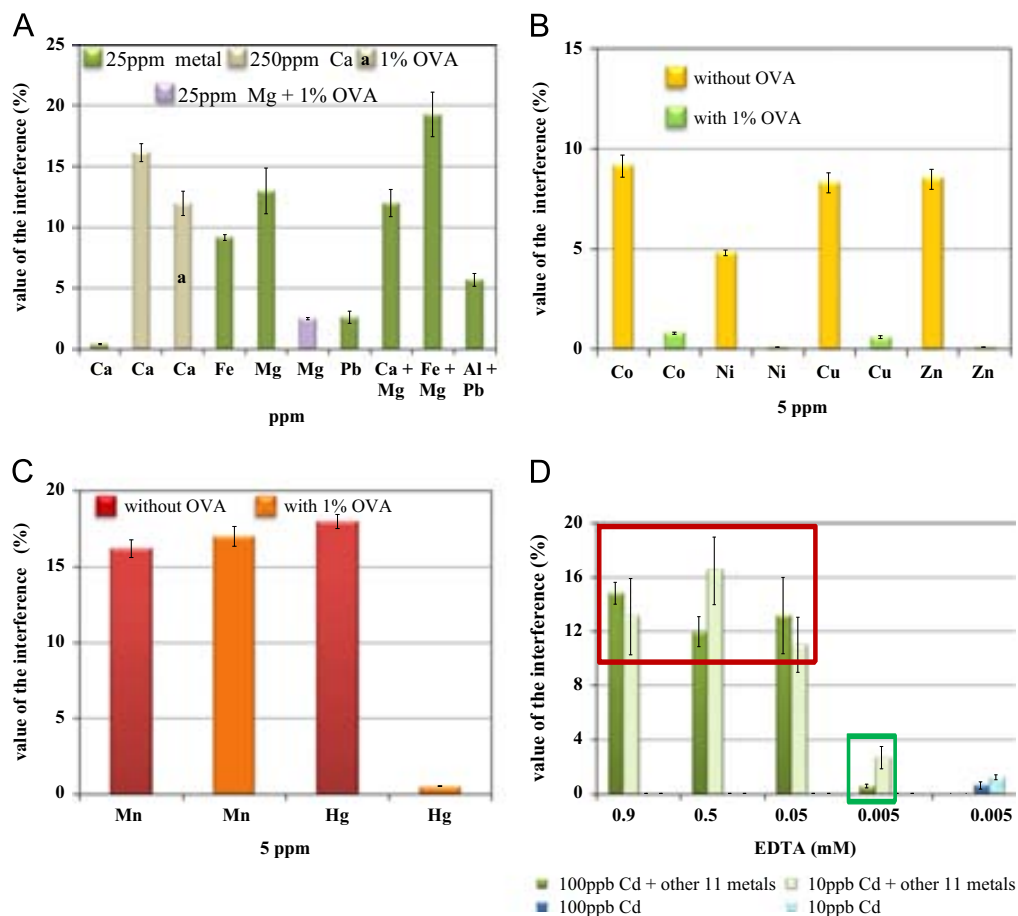 A
value of the interference (%)
25
20
15
10
5
0
25ppm metal 250ppm Ca a 1% OVA
25ppm Mg + 1% OVA
a
Ca Ca Ca Fe Mg Mg Pb Ca + Mg Fe + Mg Al + Pb
ppm
B
value of the interference (%)
15
10
5
0
without OVA
with 1% OVA
Co Co Ni Ni Cu Cu Zn Zn
5 ppm
C
value of the interference (%)
20
15
10
5
0
without OVA with 1% OVA
Mn Mn Hg Hg
5 ppm
D
value of the interference (%)
20
16
12
8
4
0
0.9 0.5 0.05 0.005 0.005
EDTA (mM)
100ppb Cd + other 11 metals 10ppb Cd + other 11 metals
100ppb Cd 10ppb Cd